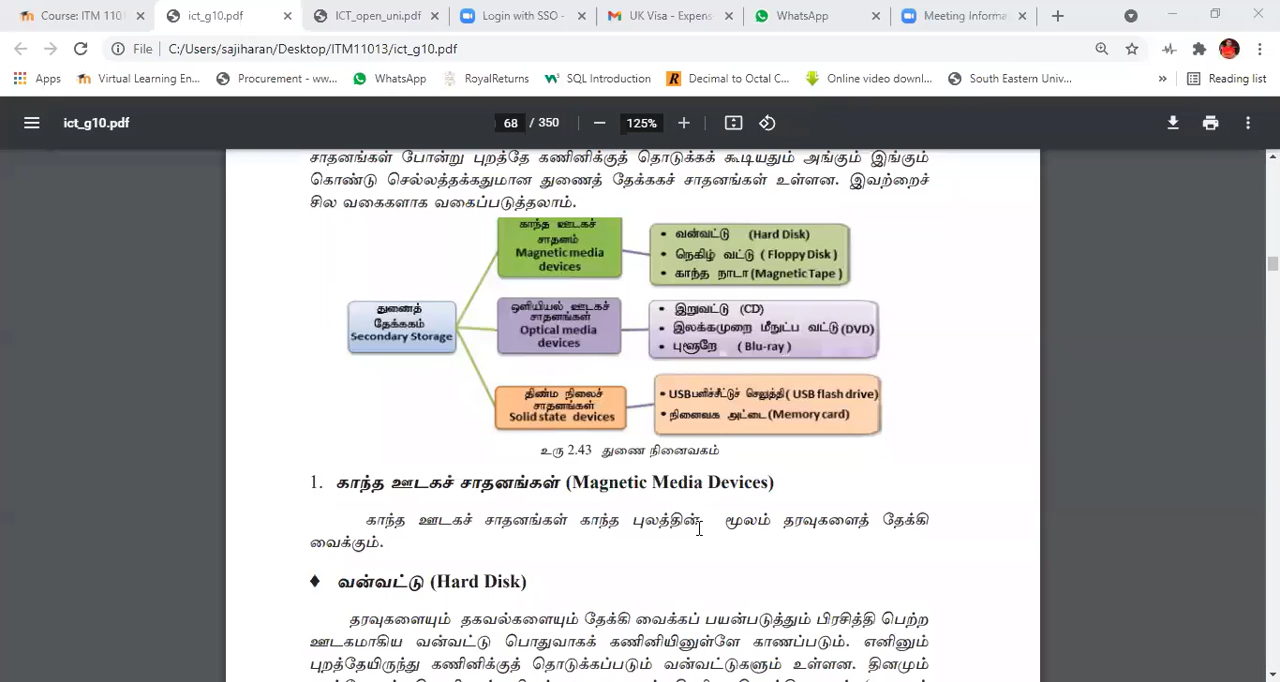 Course: ITM 110
ict_g10.pdf
ICT_open_uni.pdf
Login with SSO -
UK Visa - Expens
WhatsApp
Meeting Informa
File
C:/Users/sajiharan/Desktop/ITM11013/ict_g10.pdf
Apps
Virtual Learning En...
Procurement - ww...
WhatsApp
RoyalReturns
SQL Introduction
Decimal to Octal C...
Online video downl...
South Eastern Univ...
»
Reading list
ict_g10.pdf
68 / 350
125%
சாதனங்கள் போன்று புறத்தே கணினிக்குத் தொடுக்கக் கூடியதும் அங்கும் இங்கும்
கொண்டு செல்லத்தக்கதுமான துணைத் தேக்ககச் சாதனங்கள் உள்ளன. இவற்றைச்
சில வகைகளாக வகைப்படுத்தலாம்.
துணைத்
தேக்ககம்
Secondary Storage
காந்த ஊடகச்
சாதனம்
Magnetic media
devices
• வன்வட்டு (Hard Disk)
• நெகிழ் வட்டு ( Floppy Disk )
• காந்த நாடா (Magnetic Tape )
ஒளியியல் ஊடகச்
சாதனங்கள்
Optical media
devices
• இறுவட்டு (CD)
• இலக்கமுறை மீநுட்ப வட்டு (DVD)
• புளூறே ( Blu-ray )
திண்ம நிலைச்
சாதனங்கள்
Solid state devices
• USB பளிச்சீட்டுச் செலுத்தி ( USB flash drive)
• நினைவக அட்டை (Memory card)
உரு 2.43 துணை நினைவகம்
1. காந்த ஊடகச் சாதனங்கள் (Magnetic Media Devices)
காந்த ஊடகச் சாதனங்கள் காந்த புலத்தின் மூலம் தரவுகளைத் தேக்கி
வைக்கும்.
♦ வன்வட்டு (Hard Disk)
தரவுகளையும் தகவல்களையும் தேக்கி வைக்கப் பயன்படுத்தும் பிரசித்தி பெற்ற
ஊடகமாகிய வன்வட்டு பொதுவாகக் கணினியினுள்ளே காணப்படும். எனினும்
புறத்தேயிருந்து கணினிக்குத் தொடுக்கப்படும் வன்வட்டுகளும் உள்ளன. தினமும்